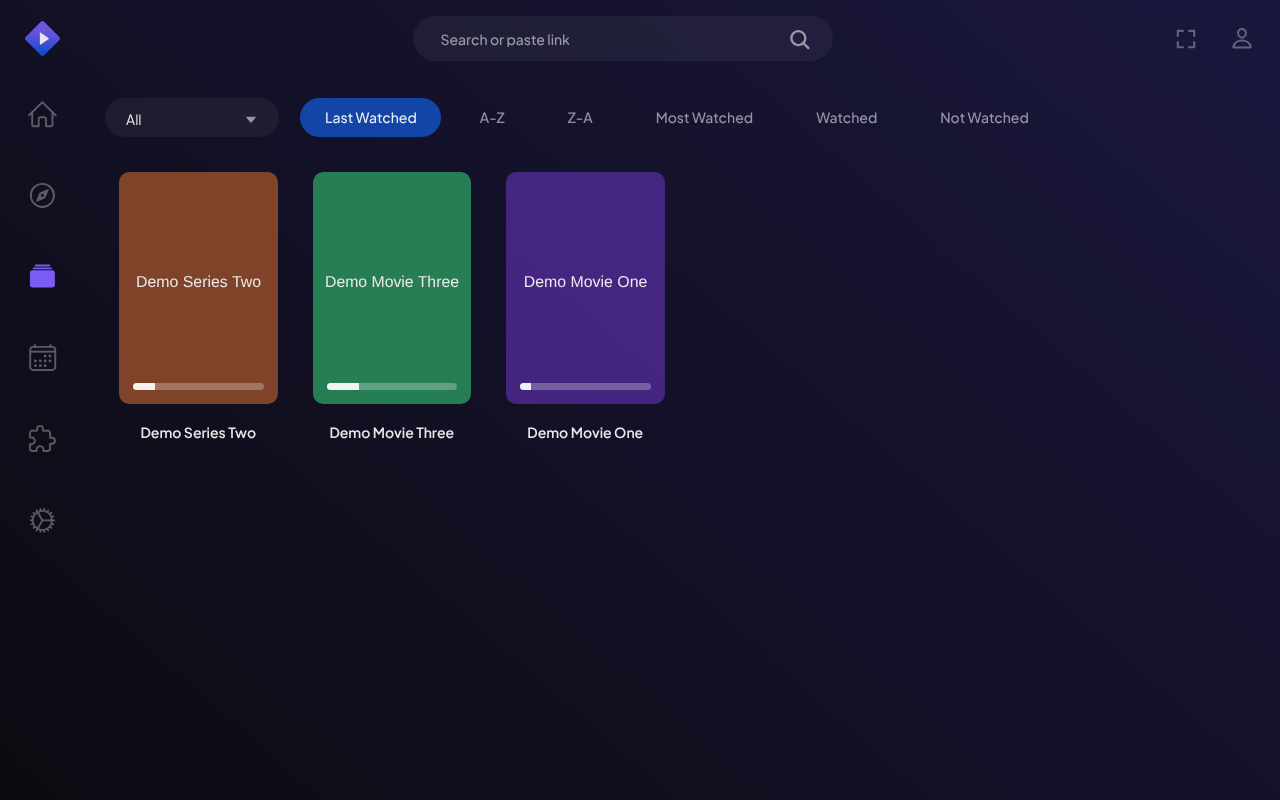 Search or paste link
All
Last Watched
A-Z
Z-A
Most Watched
Watched
Not Watched
Demo Series Two
Demo Movie Three
Demo Movie One
Demo Series Two
Demo Movie Three
Demo Movie One